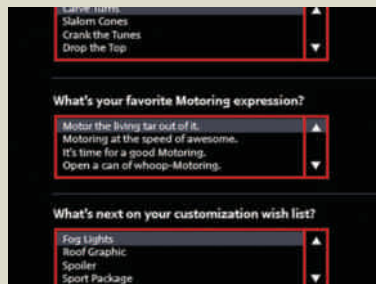 Carve Turns.
Slalom Cones
Crank the Tunes
Drop the Top
What's your favorite Motoring expression?
Motor the living tar out of it.
Motoring at the speed of awesome.
It's time for a good Motoring.
Open a can of whoop-Motoring.
What's next on your customization wish list?
Fog Lights
Roof Graphic
Spoiler
Sport Package